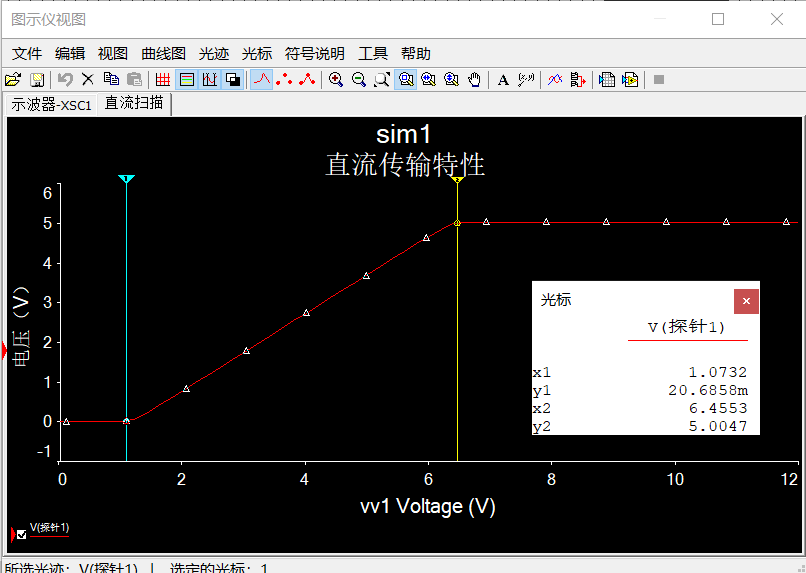 图示仪视图
文件 编辑 视图 曲线图 光迹 光标 符号说明 工具 帮助
示波器-XSC1 直流扫描
sim1
直流传输特性
1 2
电压（V）
6
5
4
3
2
1
0
-1
0 2 4 6 8 10 12
vv1 Voltage (V)
光标
V(探针1)
x1 1.0732
y1 20.6858m
x2 6.4553
y2 5.0047
V(探针1)
所选光迹: V(探针1) | 选定的光标: 1